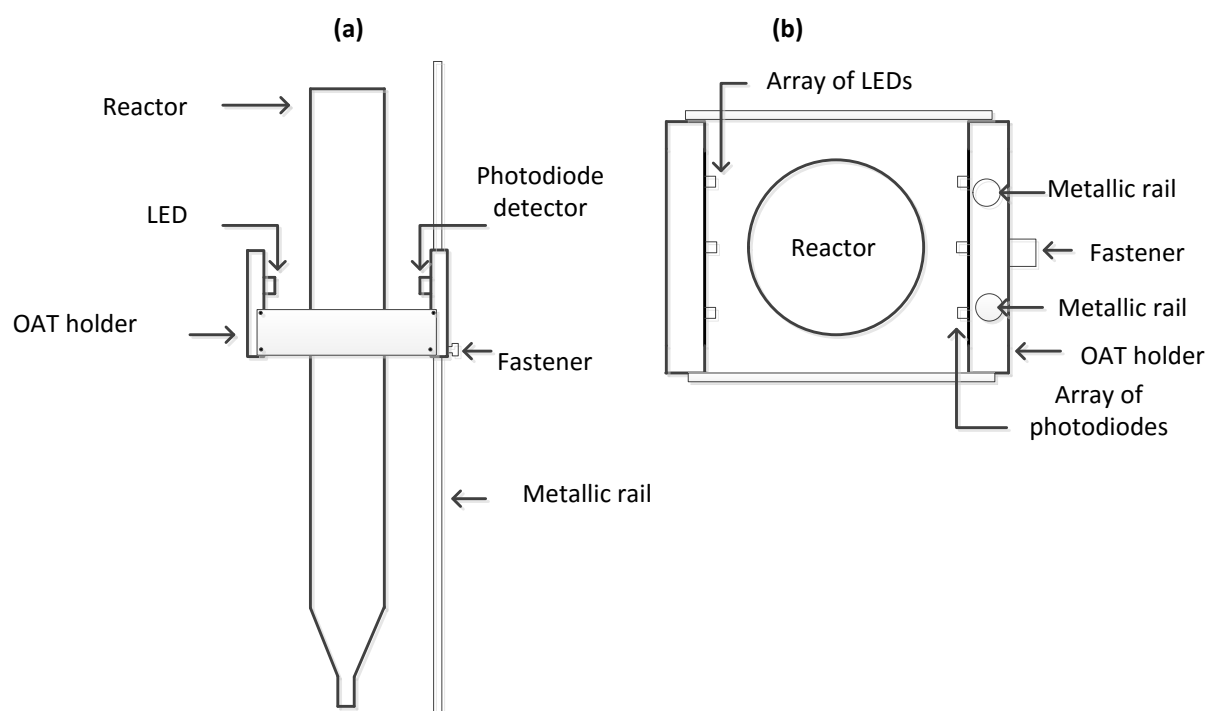 (a)
Reactor
LED
Photodiode
detector
OAT holder
Fastener
Metallic rail
(b)
Array of LEDs
Metallic rail
Reactor
Fastener
Metallic rail
OAT holder
Array of
photodiodes